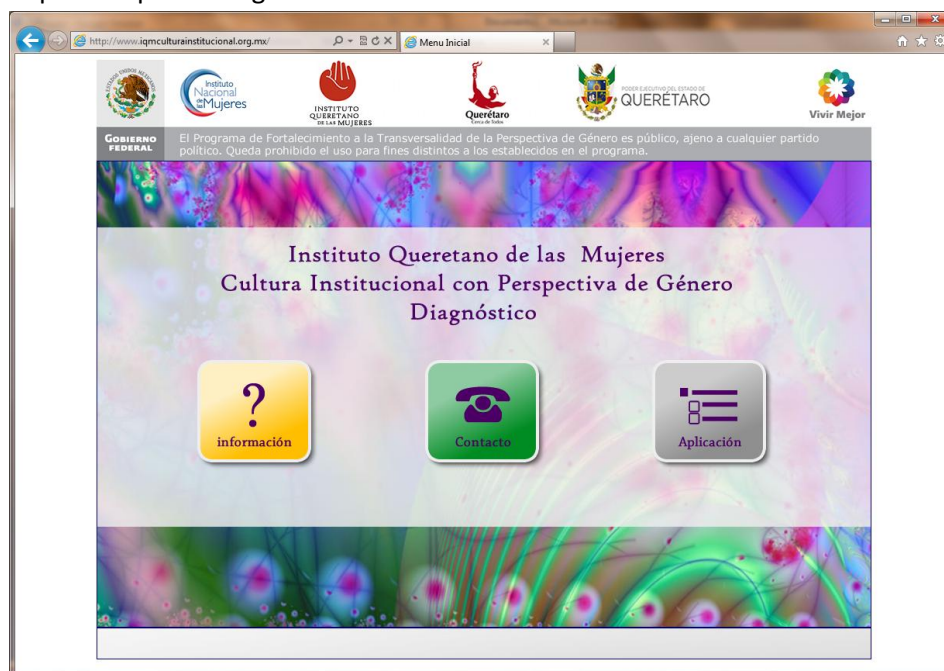 http://www.iqmculturainstitucional.org.mx/
Menu Inicial
Instituto
Nacional
de las Mujeres
INSTITUTO
QUERETANO
DE LAS MUJERES
Querétaro
Cerca de Todos
PODER EJECUTIVO DEL ESTADO DE
QUERÉTARO
Vivir Mejor
GOBIERNO
FEDERAL
El Programa de Fortalecimiento a la Transversalidad de la Perspectiva de Género es público, ajeno a cualquier partido
político. Queda prohibido el uso para fines distintos a los establecidos en el programa.
Instituto Queretano de las Mujeres
Cultura Institucional con Perspectiva de Género
Diagnóstico
?
información
Contacto
Aplicación